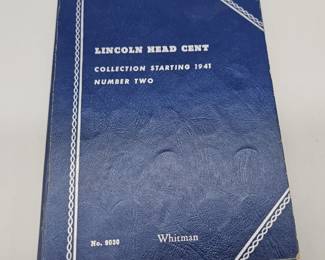 LINCOLN HEAD CENT
COLLECTION STARTING 1941
NUMBER TWO
No. 9030
Whitman